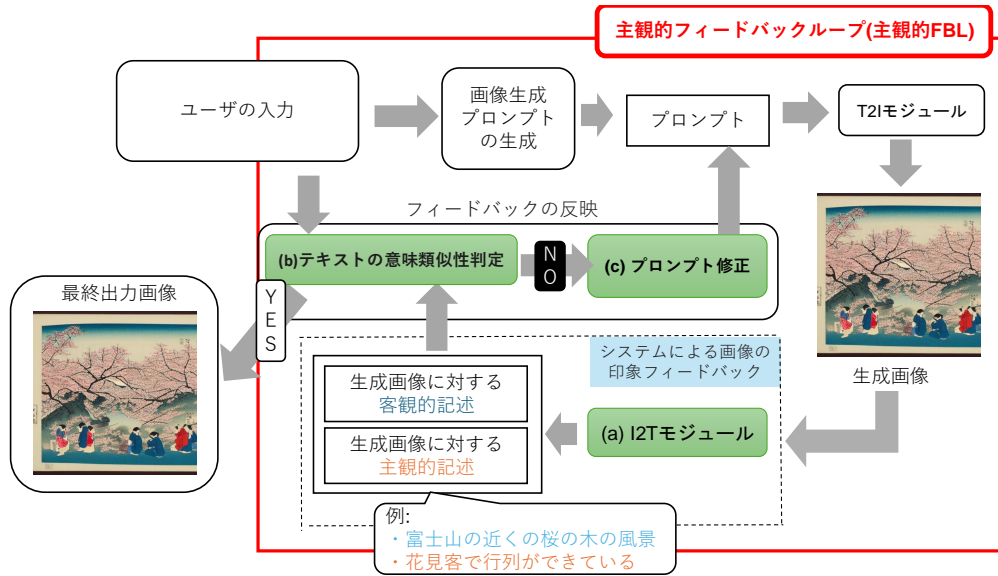 主観的フィードバックループ(主観的FBL)
ユーザの入力
画像生成
プロンプト
の生成
プロンプト
T2Iモジュール
フィードバックの反映
(b)テキストの意味類似性判定
NO
(c) プロンプト修正
YES
最終出力画像
生成画像
システムによる画像の
印象フィードバック
生成画像に対する
客観的記述
生成画像に対する
主観的記述
(a) I2Tモジュール
例:
・富士山の近くの桜の木の風景
・花見客で行列ができている